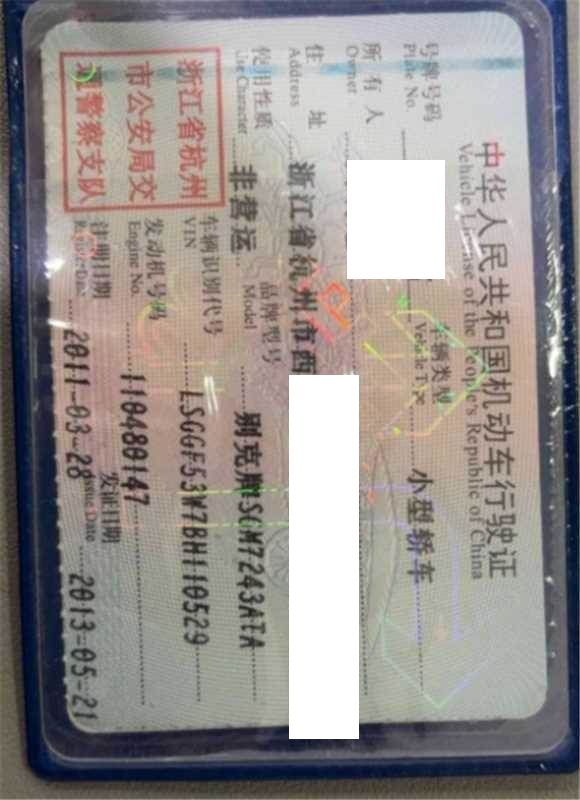 中华人民共和国机动车行驶证
Vehicle License of the People's Republic of China
号牌号码
Plate No.
车辆类型
Vehicle Type
小型轿车
所有人
Owner
住址
Address
浙江省杭州市西
使用性质
Use Character
非营运
品牌型号
Model
别克牌SGM7243ATA
车辆识别代号
VIN
LSGGF53W7BH110529
发动机号码
Engine No.
110480147
注册日期
Register Date
2011-03-28
发证日期
Issue Date
2013-05-21
浙江省杭州
市公安局交
通警察支队